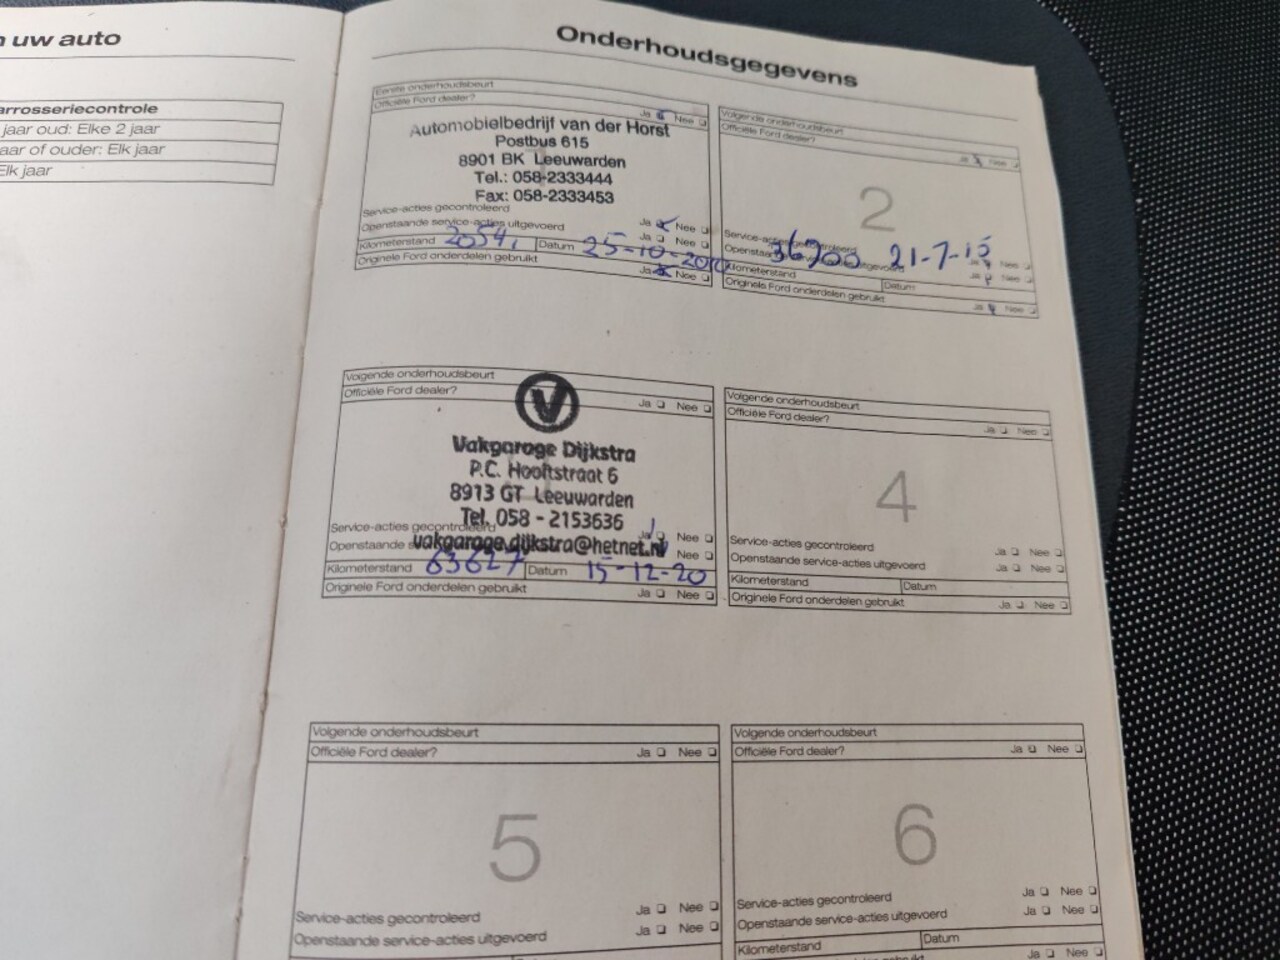 n uw auto
arrosseriecontrole
jaar oud: Elke 2 jaar
aar of ouder: Elk jaar
Elk jaar
Onderhoudsgegevens
Eerste onderhoudsbeurt
Officiële Ford dealer?
Ja Nee
Automobielbedrijf van der Horst
Postbus 615
8901 BK Leeuwarden
Tel.: 058-2333444
Fax: 058-2333453
Service-acties gecontroleerd
Ja Nee
Openstaande service-acties uitgevoerd
Ja Nee
Kilometerstand 20541 Datum 25-10-20
Originele Ford onderdelen gebruikt
Ja Nee
Volgende onderhoudsbeurt
Officiële Ford dealer?
Ja Nee
2
36900 21-7-15
Service-acties gecontroleerd
Ja Nee
Openstaande service-acties uitgevoerd
Ja Nee
Kilometerstand Datum
Originele Ford onderdelen gebruikt
Ja Nee
Volgende onderhoudsbeurt
Officiële Ford dealer?
Ja Nee
V
Vakgarage Dijkstra
P.C. Hooftstraat 6
8913 GT Leeuwarden
Tel. 058 - 2153636
Service-acties gecontroleerd
Ja Nee
vakgarage.dijkstra@hetnet.nl
Openstaande
Nee
Kilometerstand 63627 Datum 15-12-20
Originele Ford onderdelen gebruikt
Ja Nee
Volgende onderhoudsbeurt
Officiële Ford dealer?
Ja Nee
4
Service-acties gecontroleerd
Ja Nee
Openstaande service-acties uitgevoerd
Ja Nee
Kilometerstand Datum
Originele Ford onderdelen gebruikt
Ja Nee
Volgende onderhoudsbeurt
Officiële Ford dealer? Ja Nee
5
Service-acties gecontroleerd Ja Nee
Openstaande service-acties uitgevoerd Ja Nee
Volgende onderhoudsbeurt
Officiële Ford dealer? Ja Nee
6
Service-acties gecontroleerd Ja Nee
Openstaande service-acties uitgevoerd Ja Nee
Kilometerstand Datum
Ja Nee